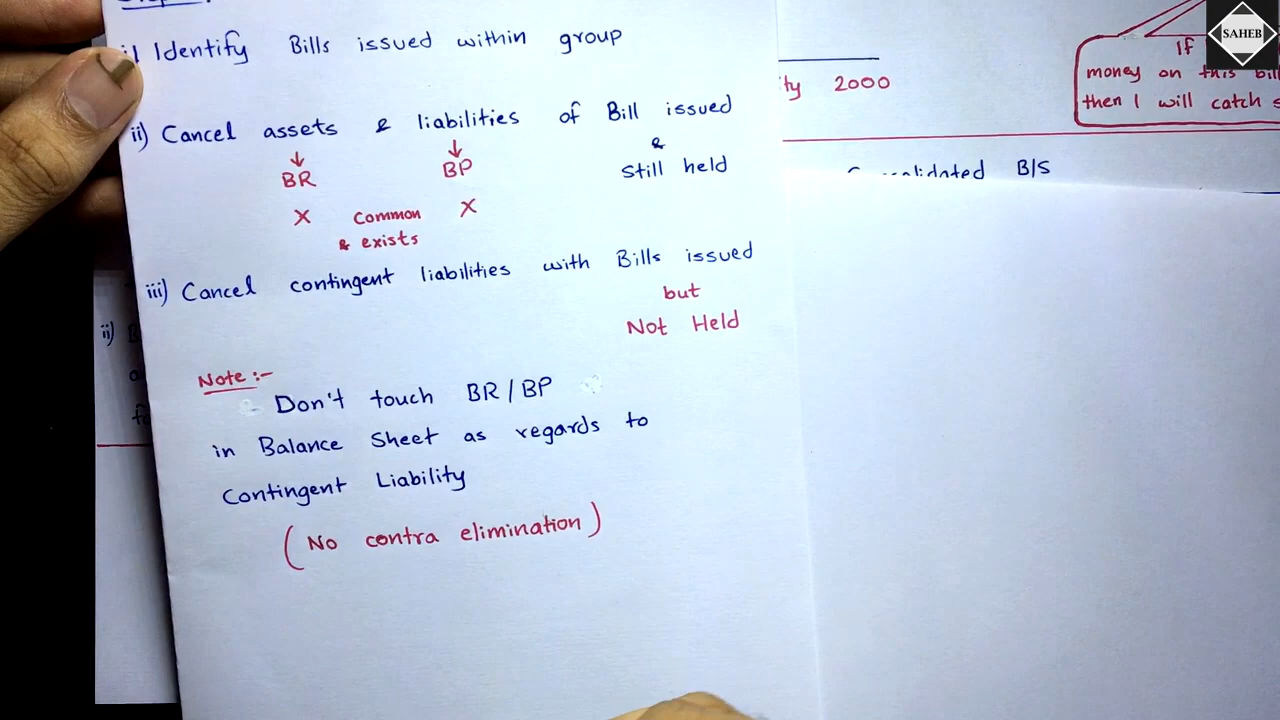 i) Identify Bills issued within group
ii) Cancel assets & liabilities of Bill issued
&
Still held
BR
BP
X Common X
& exists
iii) Cancel contingent liabilities with Bills issued
but
Not Held
Note:-
Don't touch BR/BP
in Balance Sheet as regards to
Contingent Liability
(No contra elimination)
ty 2000
If
money on this bill
then I will catch
B/S
ii)
SAHEB